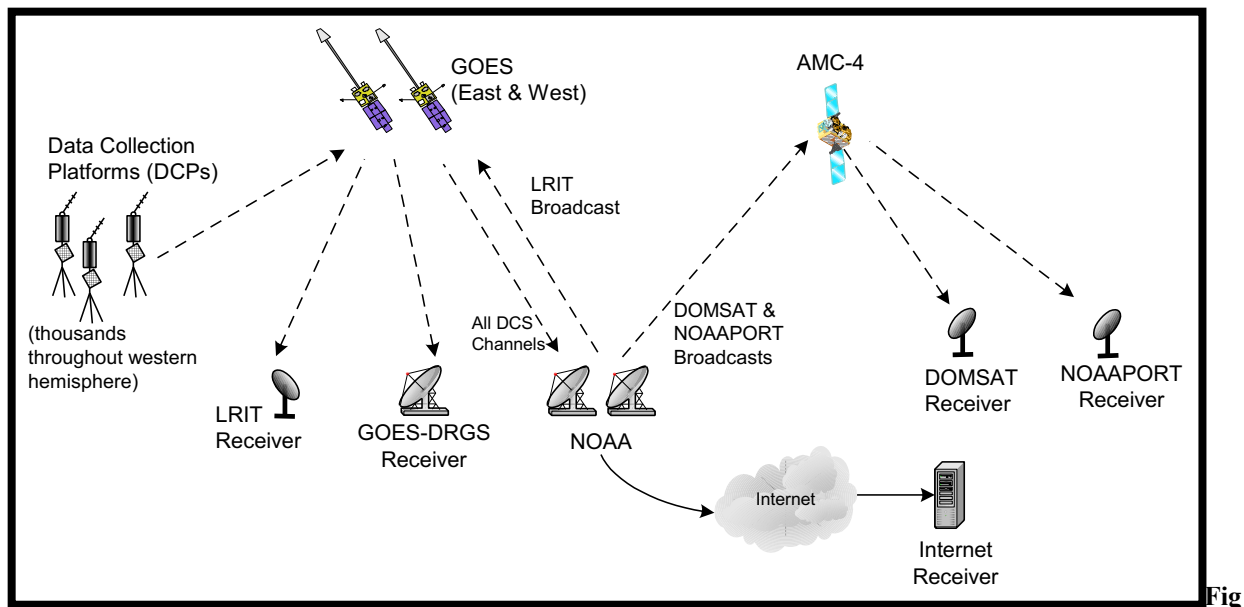 GOES
(East & West)
AMC-4
Data Collection
Platforms (DCPs)
(thousands
throughout western
hemisphere)
LRIT
Broadcast
All DCS
Channels
DOMSAT &
NOAAPORT
Broadcasts
LRIT
Receiver
GOES-DRGS
Receiver
NOAA
DOMSAT
Receiver
NOAAPORT
Receiver
Internet
Internet
Receiver
Fig